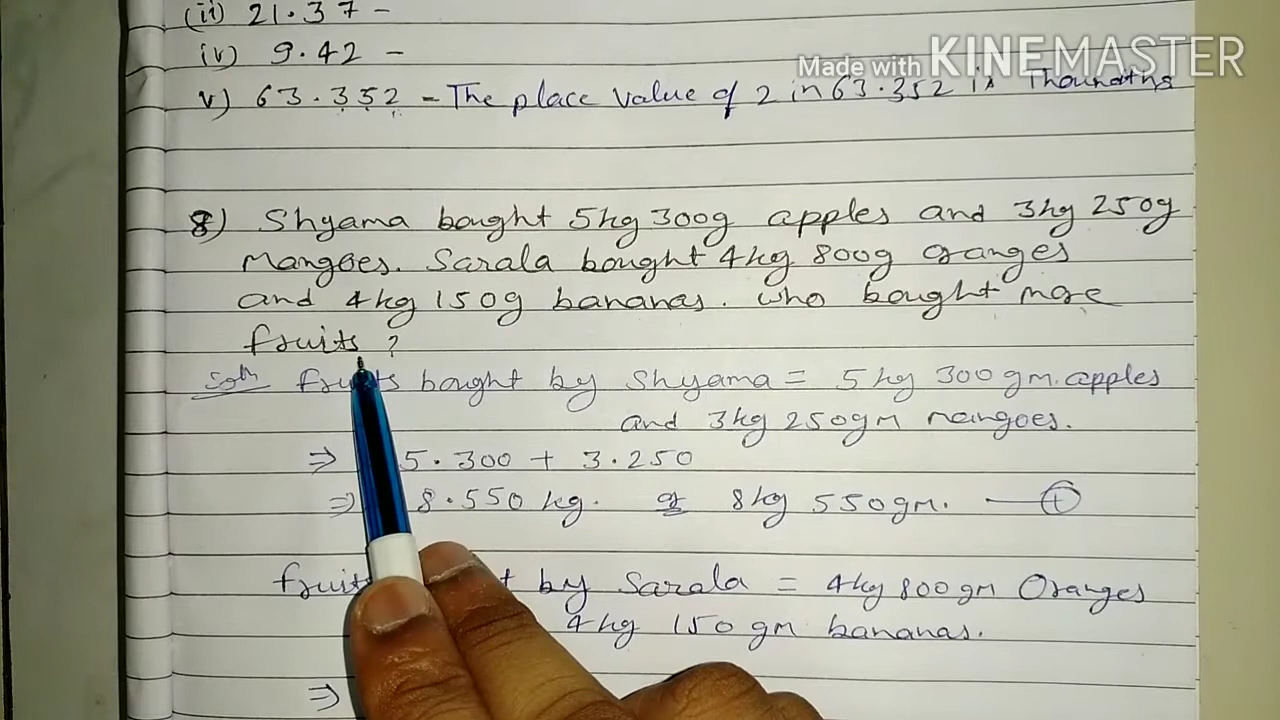 (ii) 21.37 -
Made with KINEMASTER
(iv) 9.42 -
v) 63.352 - The place value of 2 in 63.352 is
8) Shyama bought 5kg 300g apples and 3kg 250g
Mangoes. Sarala bought 4kg 800g oranges
and 4kg 150g bananas. Who bought more
fruits?
Soln fruits bought by Shyama = 5kg 300gm. apples
and 3kg 250gm mangoes.
⇒ 5.300 + 3.250
⇒ 8.550 kg. or 8kg 550gm. — ①
by Sarala = 4kg 800gm Oranges
4kg 150gm bananas.
⇒